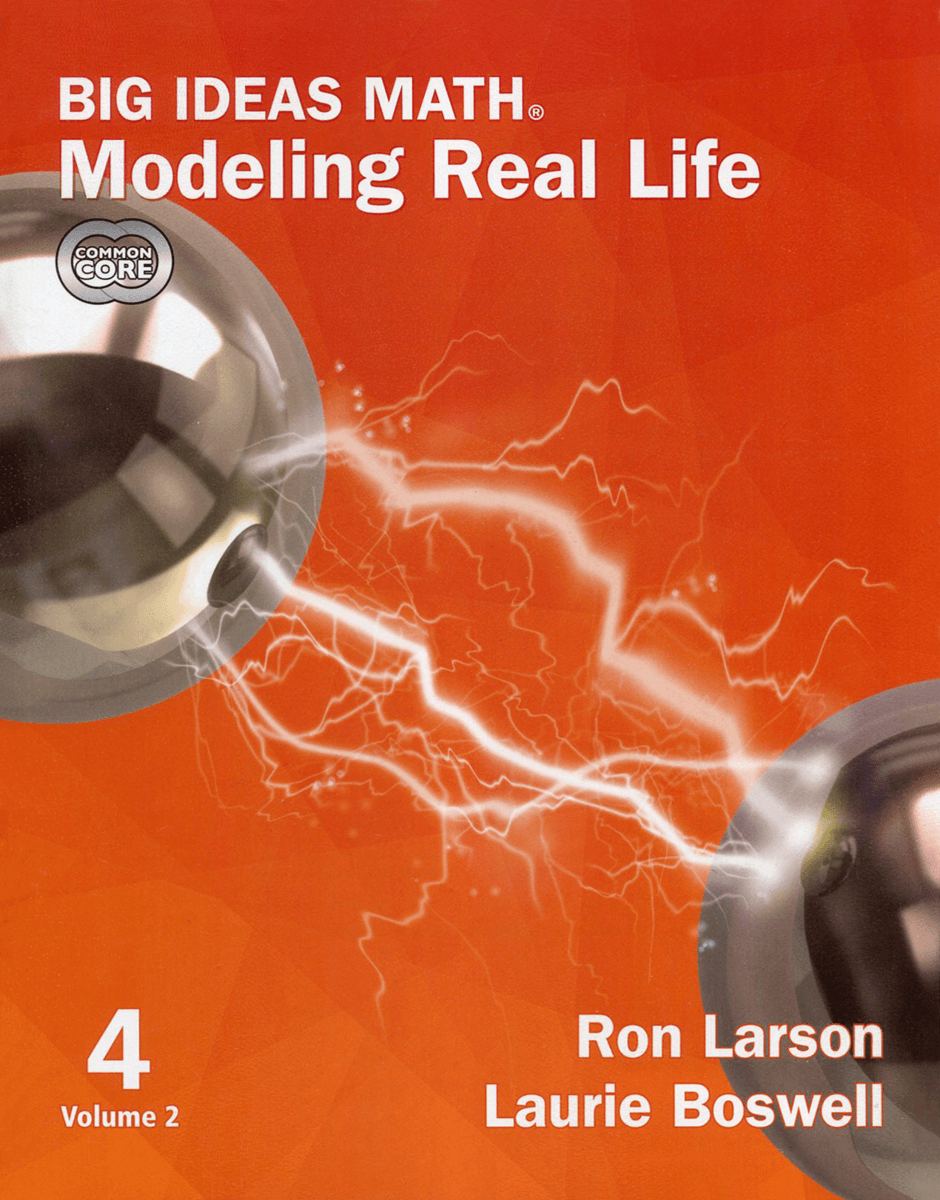 BIG IDEAS MATH®
Modeling Real Life
COMMON
CORE
4
Volume 2
Ron Larson
Laurie Boswell